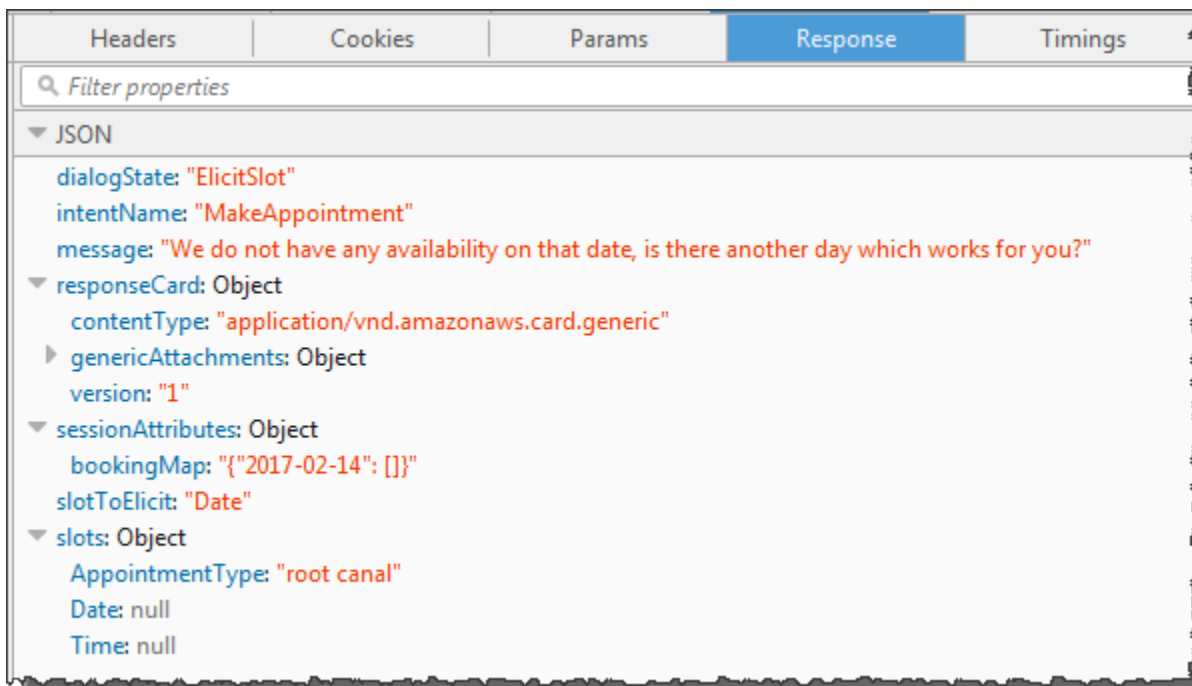 Headers Cookies Params Response Timings
Filter properties
JSON
dialogState: "ElicitSlot"
intentName: "MakeAppointment"
message: "We do not have any availability on that date, is there another day which works for you?"
responseCard: Object
contentType: "application/vnd.amazonaws.card.generic"
genericAttachments: Object
version: "1"
sessionAttributes: Object
bookingMap: "{"2017-02-14": []}"
slotToElicit: "Date"
slots: Object
AppointmentType: "root canal"
Date: null
Time: null